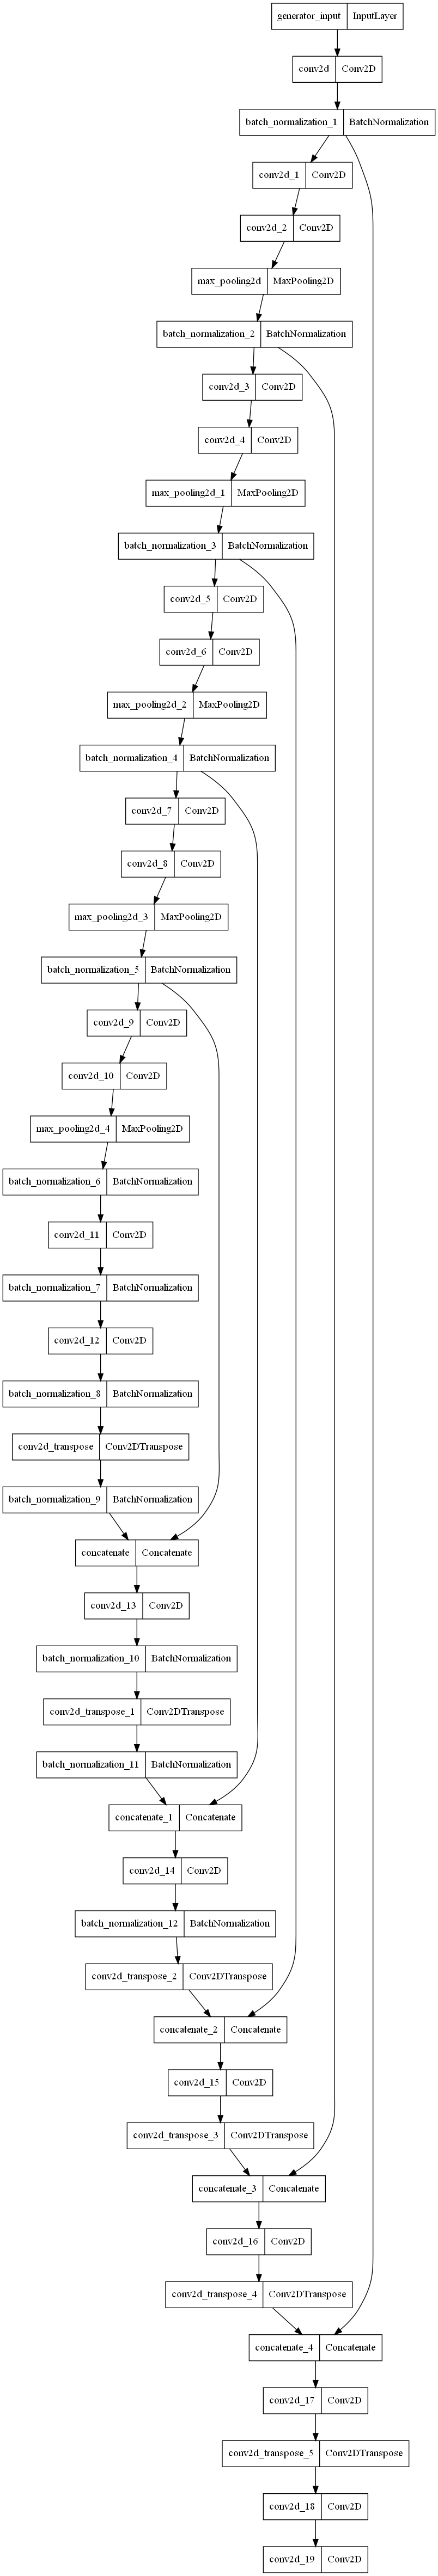 generator_input InputLayer
conv2d Conv2D
batch_normalization_1 BatchNormalization
conv2d_1 Conv2D
conv2d_2 Conv2D
max_pooling2d MaxPooling2D
batch_normalization_2 BatchNormalization
conv2d_3 Conv2D
conv2d_4 Conv2D
max_pooling2d_1 MaxPooling2D
batch_normalization_3 BatchNormalization
conv2d_5 Conv2D
conv2d_6 Conv2D
max_pooling2d_2 MaxPooling2D
batch_normalization_4 BatchNormalization
conv2d_7 Conv2D
conv2d_8 Conv2D
max_pooling2d_3 MaxPooling2D
batch_normalization_5 BatchNormalization
conv2d_9 Conv2D
conv2d_10 Conv2D
max_pooling2d_4 MaxPooling2D
batch_normalization_6 BatchNormalization
conv2d_11 Conv2D
batch_normalization_7 BatchNormalization
conv2d_12 Conv2D
batch_normalization_8 BatchNormalization
conv2d_transpose Conv2DTranspose
batch_normalization_9 BatchNormalization
concatenate Concatenate
conv2d_13 Conv2D
batch_normalization_10 BatchNormalization
conv2d_transpose_1 Conv2DTranspose
batch_normalization_11 BatchNormalization
concatenate_1 Concatenate
conv2d_14 Conv2D
batch_normalization_12 BatchNormalization
conv2d_transpose_2 Conv2DTranspose
concatenate_2 Concatenate
conv2d_15 Conv2D
conv2d_transpose_3 Conv2DTranspose
concatenate_3 Concatenate
conv2d_16 Conv2D
conv2d_transpose_4 Conv2DTranspose
concatenate_4 Concatenate
conv2d_17 Conv2D
conv2d_transpose_5 Conv2DTranspose
conv2d_18 Conv2D
conv2d_19 Conv2D